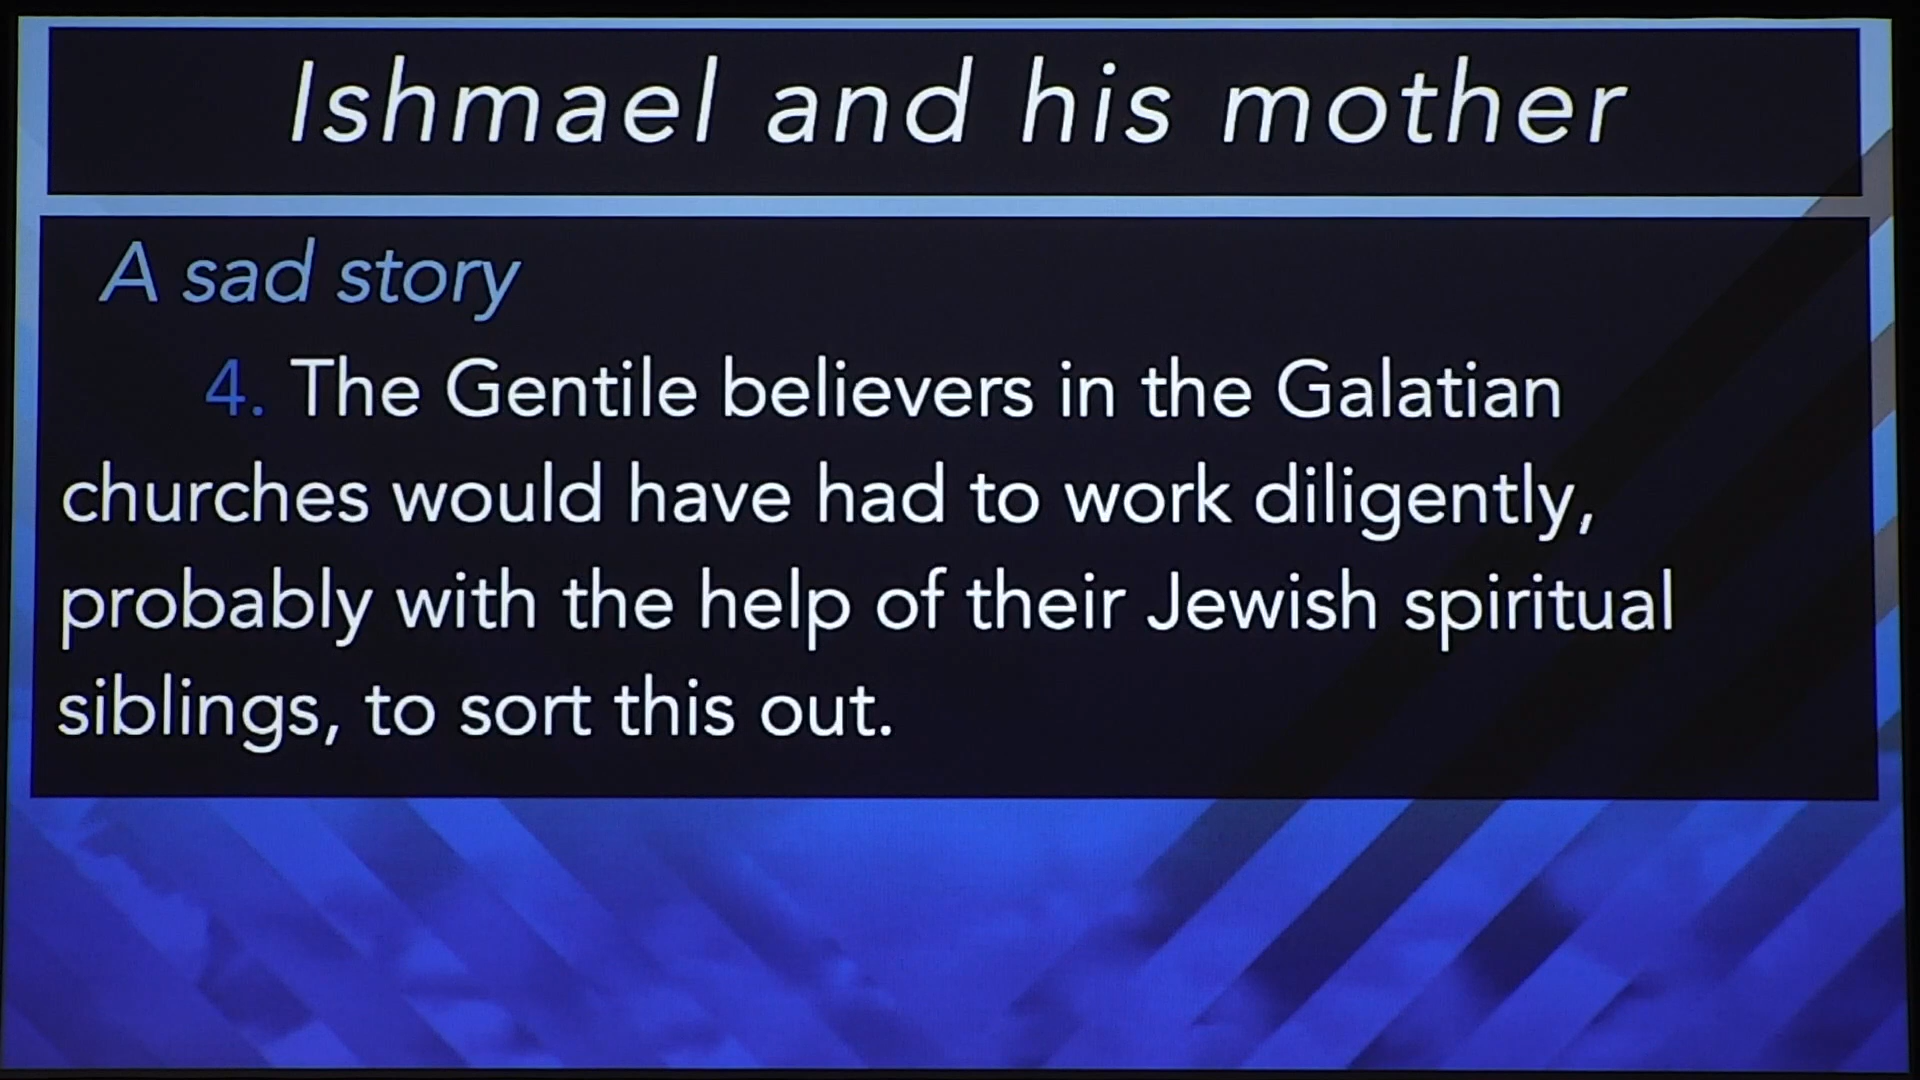 Ishmael and his mother
A sad story
4. The Gentile believers in the Galatian
churches would have had to work diligently,
probably with the help of their Jewish spiritual
siblings, to sort this out.